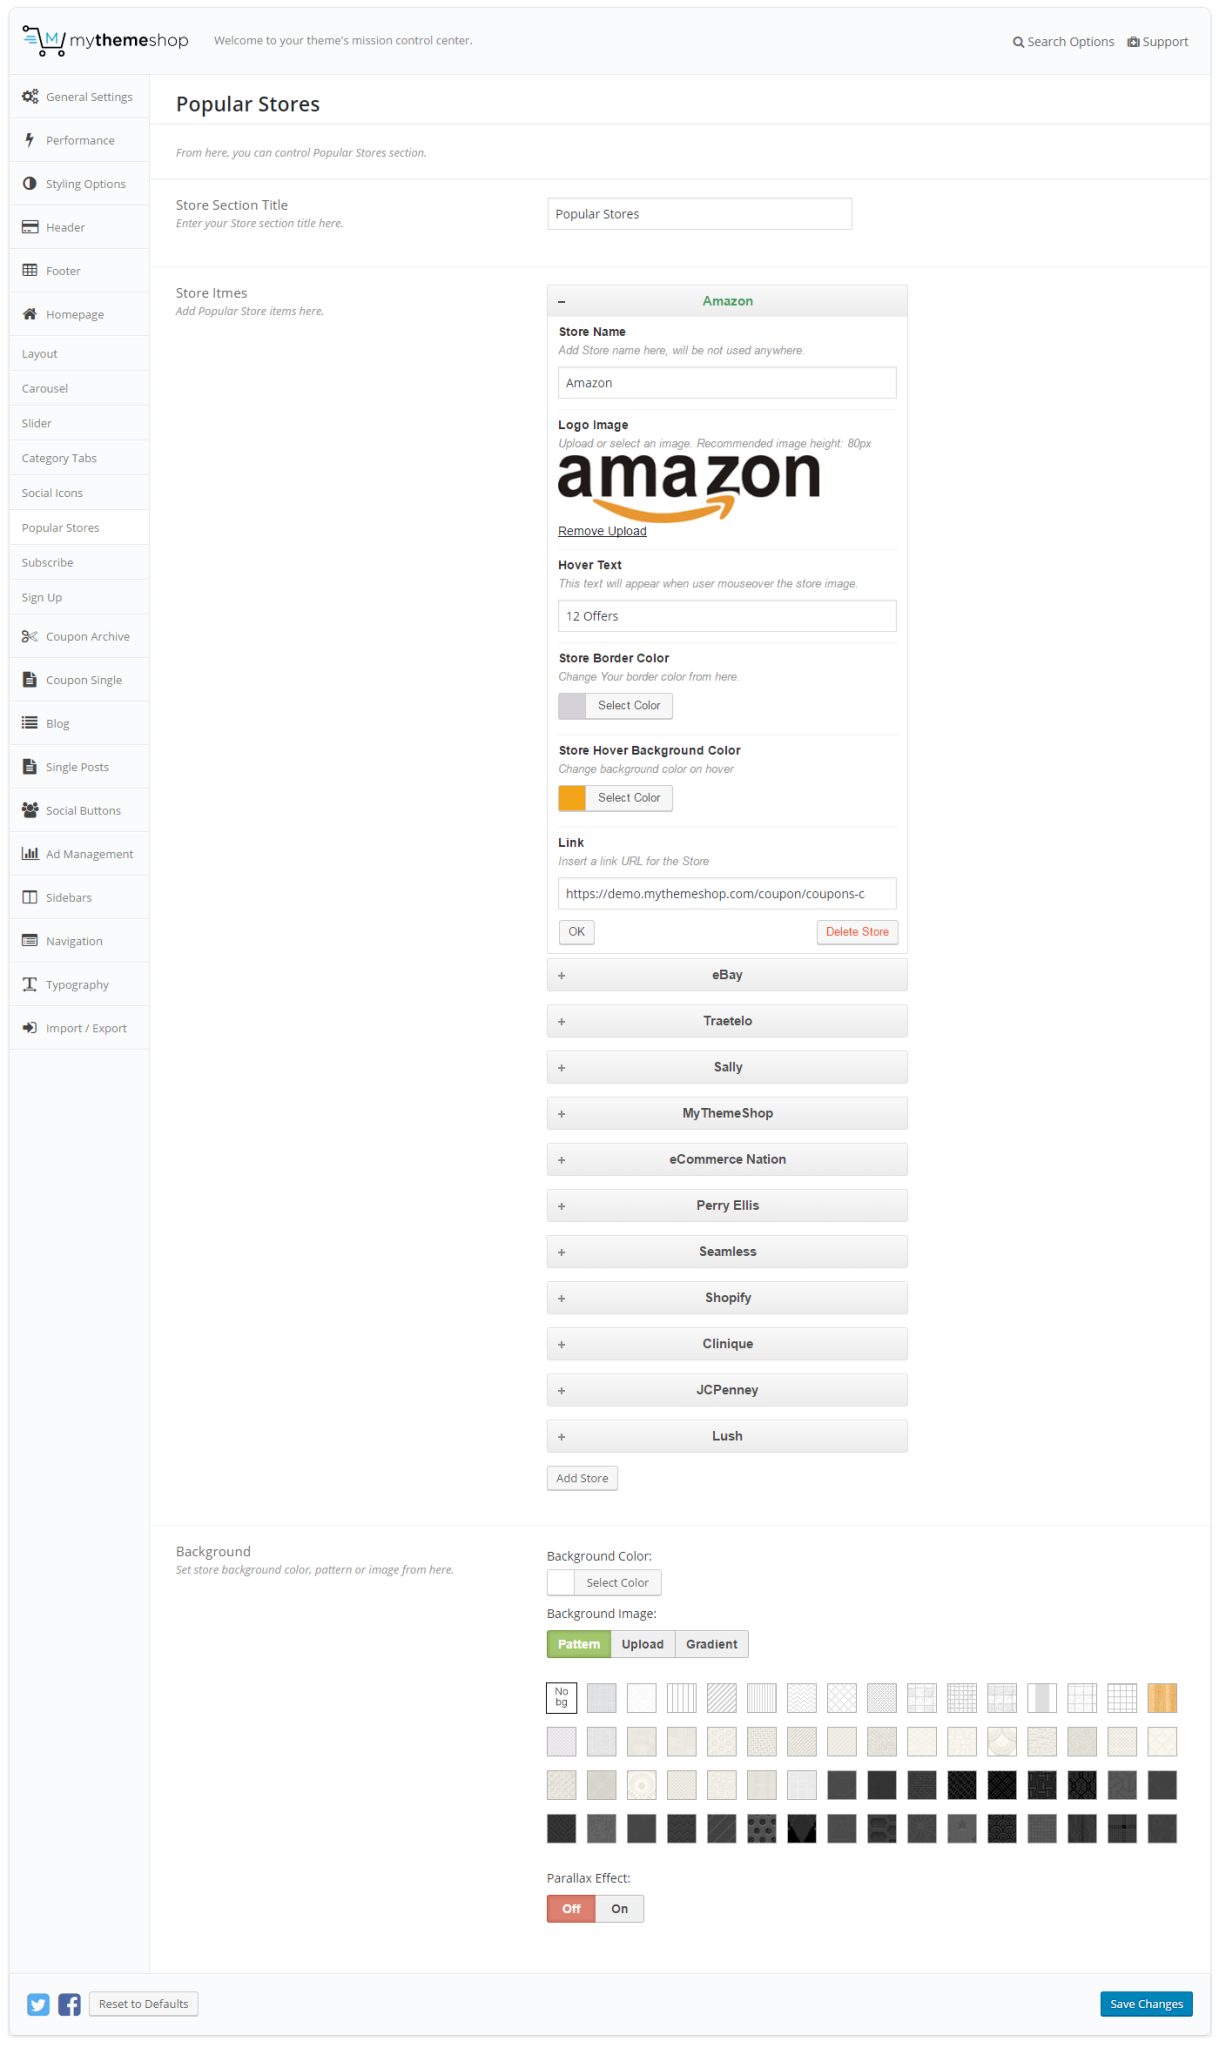 M mythemeshop
Welcome to your theme's mission control center.
Search Options
Support
General Settings
Performance
Styling Options
Header
Footer
Homepage
Layout
Carousel
Slider
Category Tabs
Social Icons
Popular Stores
Subscribe
Sign Up
Coupon Archive
Coupon Single
Blog
Single Posts
Social Buttons
Ad Management
Sidebars
Navigation
Typography
Import / Export
Popular Stores
From here, you can control Popular Stores section.
Store Section Title
Enter your Store section title here.
Popular Stores
Store Itmes
Add Popular Store items here.
Amazon
Store Name
Add Store name here, will be not used anywhere.
Amazon
Logo Image
Upload or select an image. Recommended image height: 80px
amazon
Remove Upload
Hover Text
This text will appear when user mouseover the store image.
12 Offers
Store Border Color
Change Your border color from here.
Select Color
Store Hover Background Color
Change background color on hover
Select Color
Link
Insert a link URL for the Store
https://demo.mythemeshop.com/coupon/coupons-c
OK
Delete Store
+ eBay
+ Traetelo
+ Sally
+ MyThemeShop
+ eCommerce Nation
+ Perry Ellis
+ Seamless
+ Shopify
+ Clinique
+ JCPenney
+ Lush
Add Store
Background
Set store background color, pattern or image from here.
Background Color:
Select Color
Background Image:
Pattern Upload Gradient
No
bg
Parallax Effect:
Off On
Reset to Defaults
Save Changes